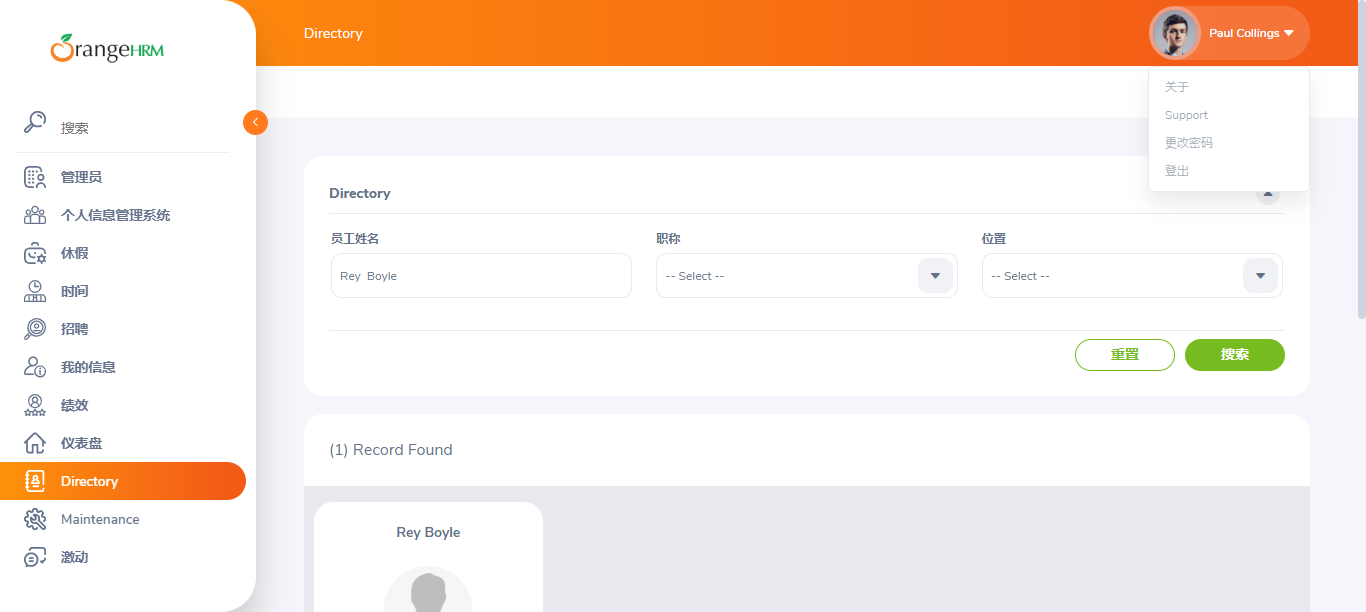 OrangeHRM
Directory
Paul Collings
关于
Support
更改密码
登出
搜索
管理员
个人信息管理系统
休假
时间
招聘
我的信息
绩效
仪表盘
Directory
Maintenance
激动
Directory
员工姓名
职称
位置
Rey  Boyle
-- Select --
-- Select --
重置
搜索
(1) Record Found
Rey Boyle